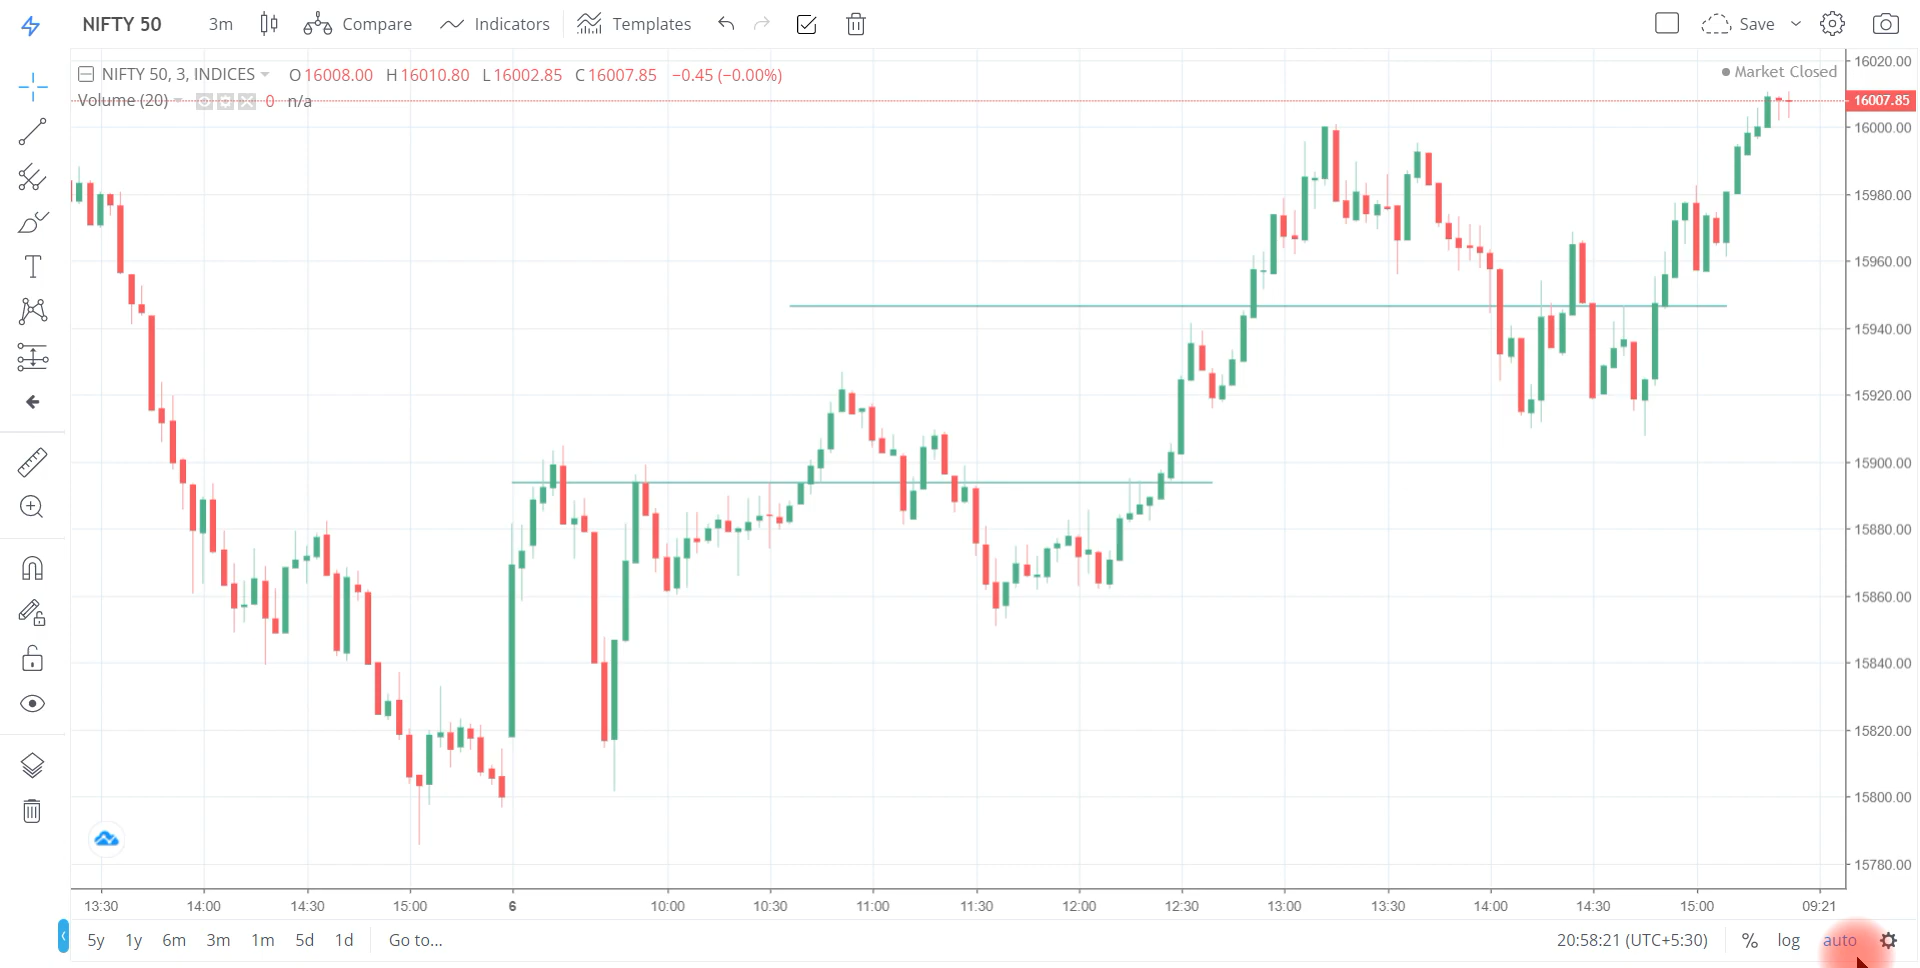 NIFTY 50 3m Compare Indicators Templates Save
NIFTY 50, 3, INDICES O16008.00 H16010.80 L16002.85 C16007.85 −0.45 (−0.00%)
Market Closed
Volume (20) 0 n/a
16020.00
16007.85
16000.00
15980.00
15960.00
15940.00
15920.00
15900.00
15880.00
15860.00
15840.00
15820.00
15800.00
15780.00
13:30 14:00 14:30 15:00 6 10:00 10:30 11:00 11:30 12:00 12:30 13:00 13:30 14:00 14:30 15:00 09:21
5y 1y 6m 3m 1m 5d 1d Go to... 20:58:21 (UTC+5:30) % log auto